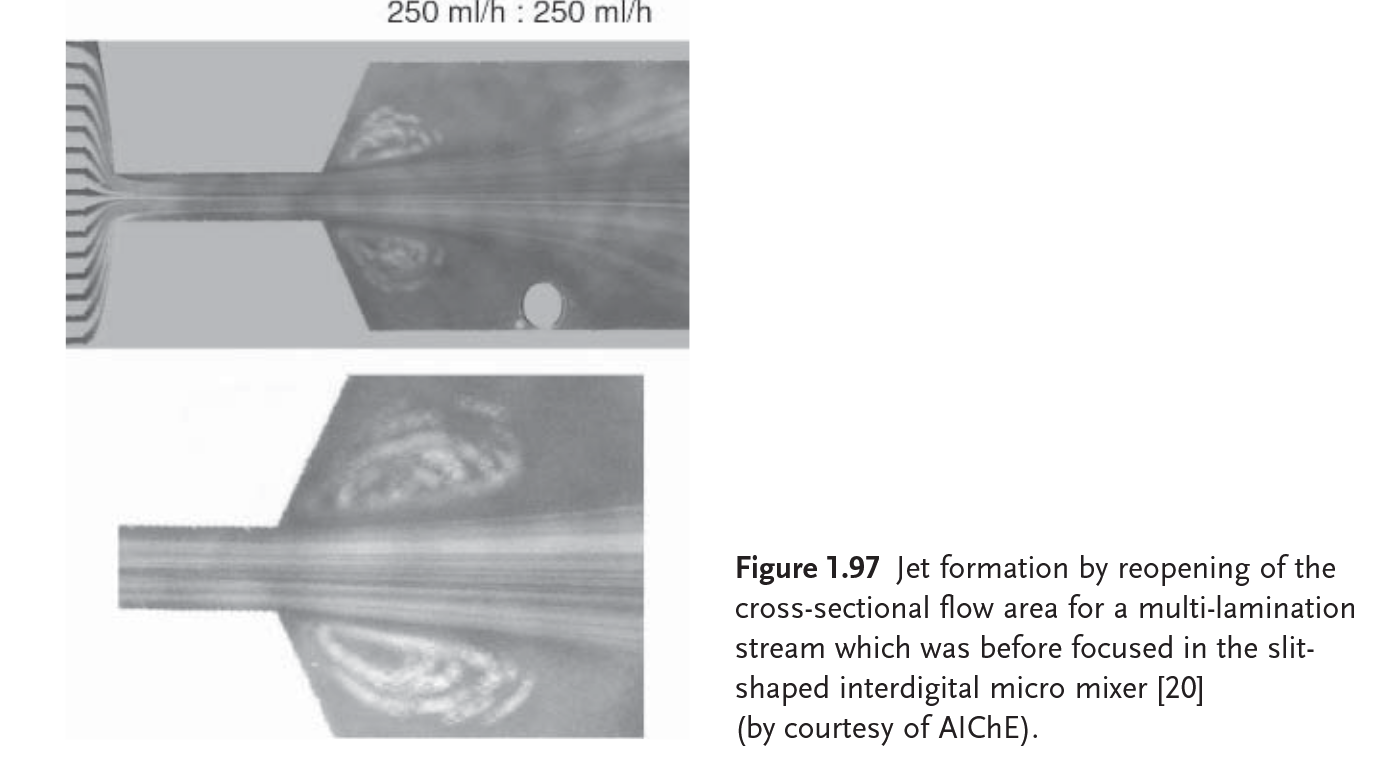 250 ml/h : 250 ml/h
Figure 1.97 Jet formation by reopening of the
cross-sectional flow area for a multi-lamination
stream which was before focused in the slit-
shaped interdigital micro mixer [20]
(by courtesy of AIChE).